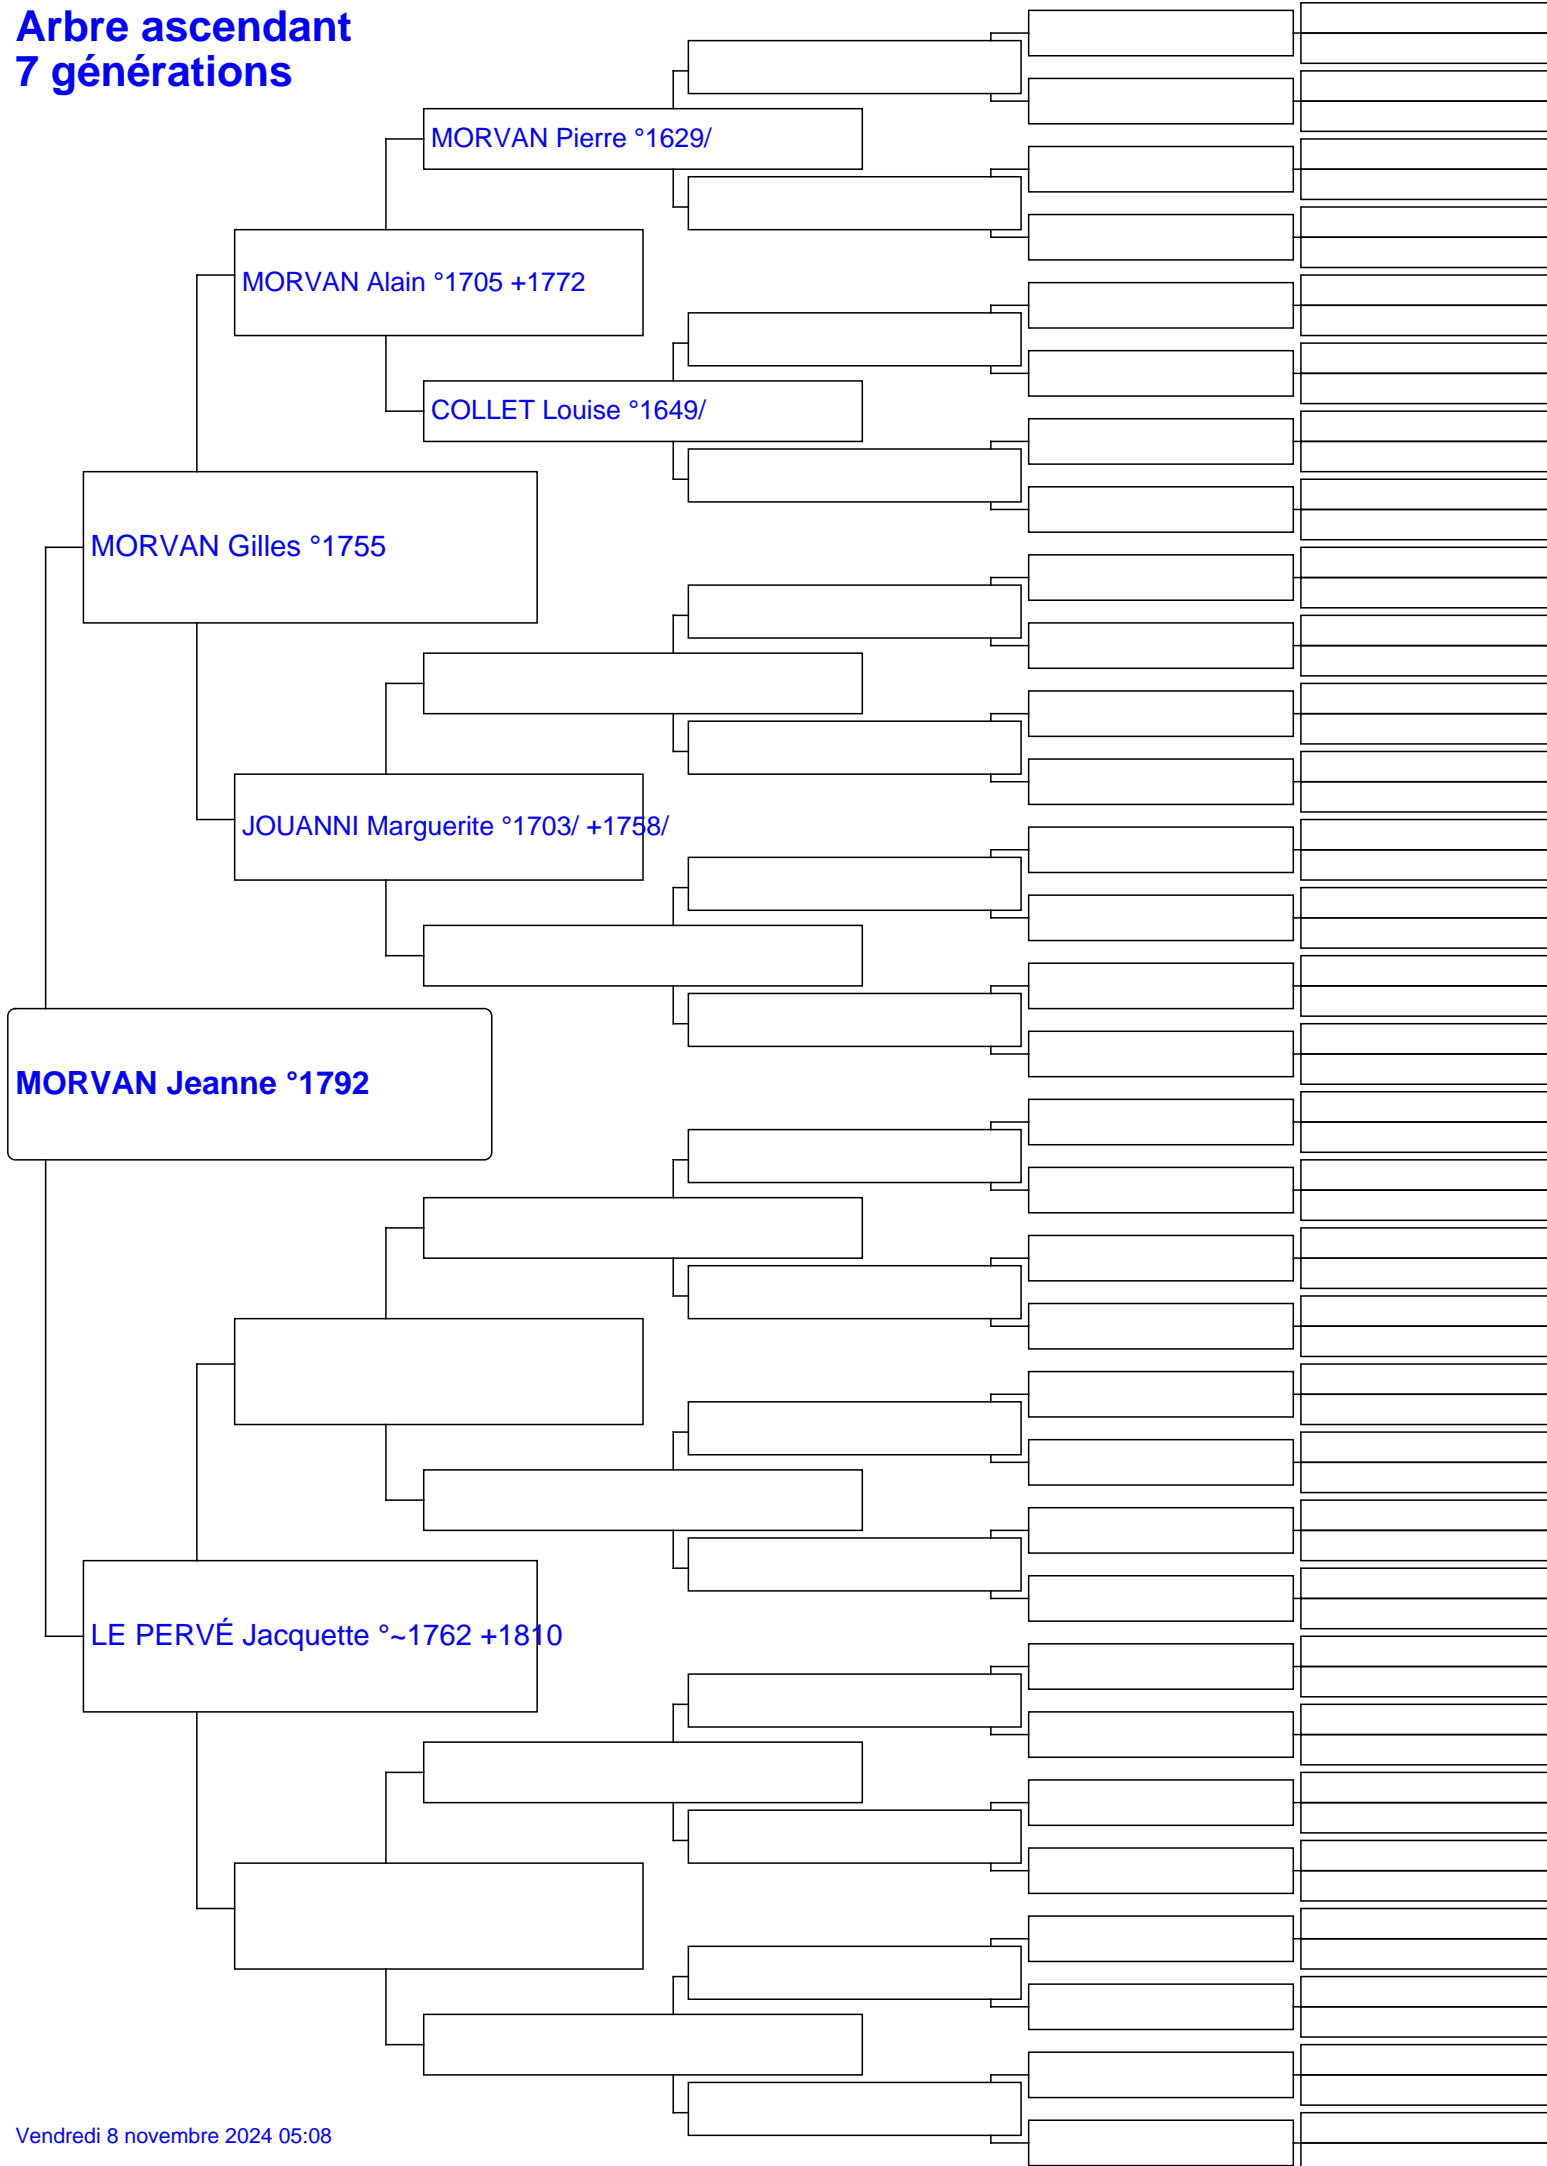 Arbre ascendant
7 générations
MORVAN Pierre °1629/
MORVAN Alain °1705 +1772
COLLET Louise °1649/
MORVAN Gilles °1755
JOUANNI Marguerite °1703/ +1758/
MORVAN Jeanne °1792
LE PERVÉ Jacquette °~1762 +1810
Vendredi 8 novembre 2024 05:08